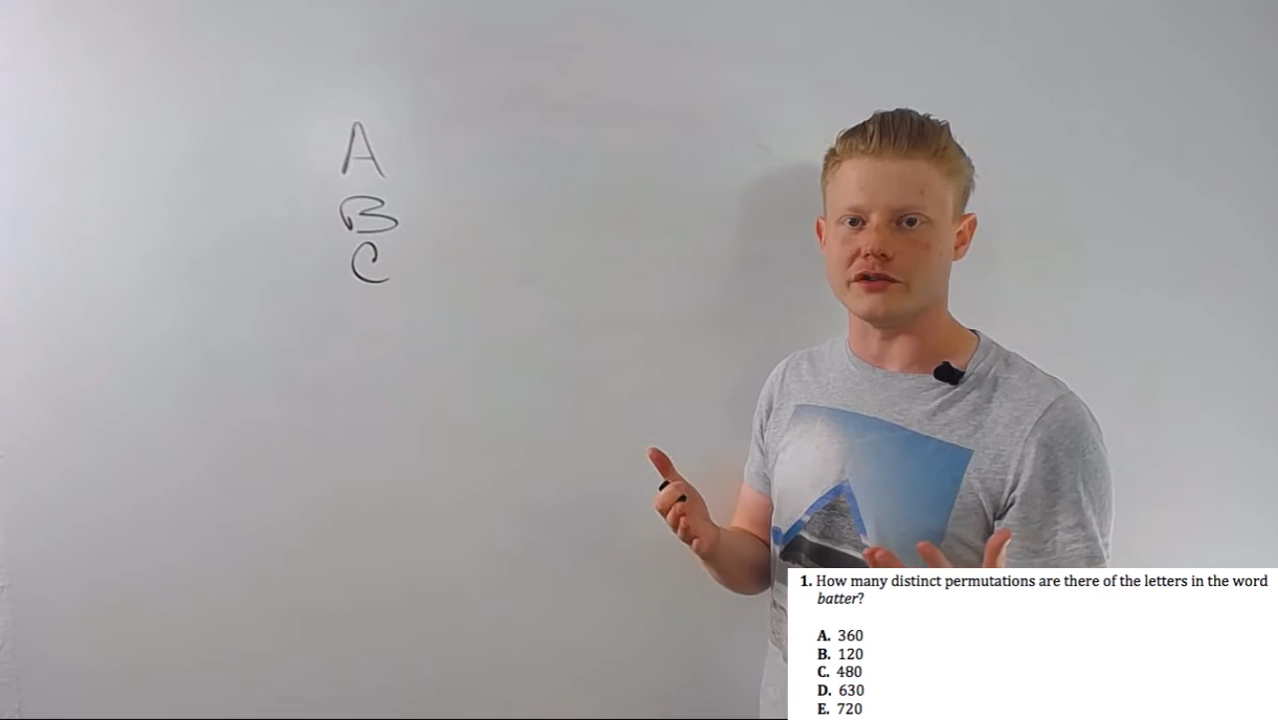 A
B
C
1. How many distinct permutations are there of the letters in the word
batter?
A. 360
B. 120
C. 480
D. 630
E. 720